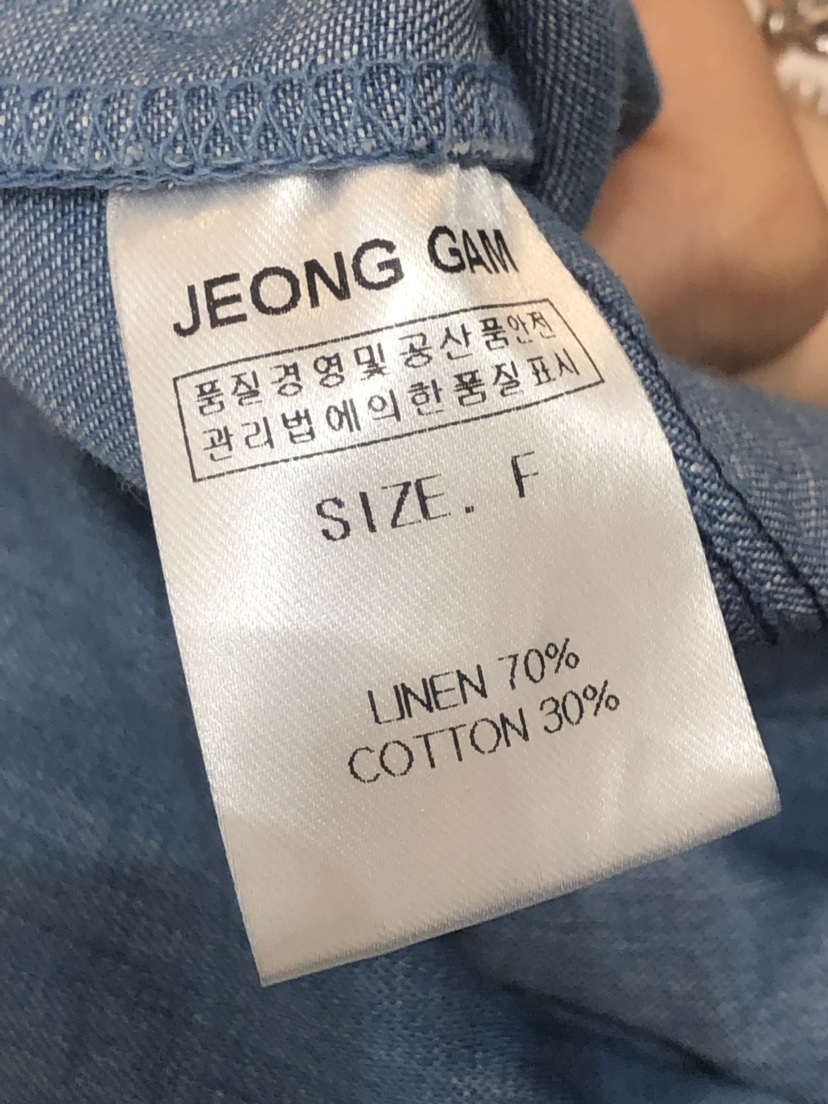 JEONG GAM
품질경영및공산품안전
관리법에의한품질표시
SIZE. F
LINEN 70%
COTTON 30%